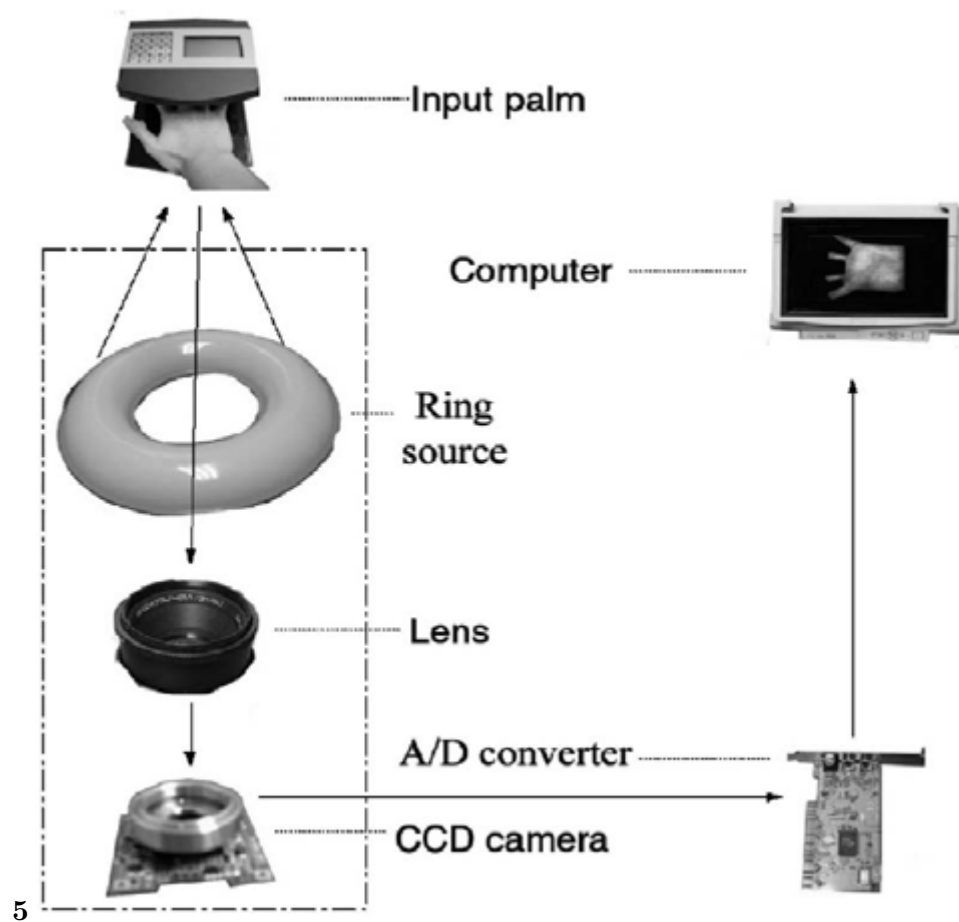 Input palm
Computer
Ring
source
Lens
A/D converter
CCD camera
5